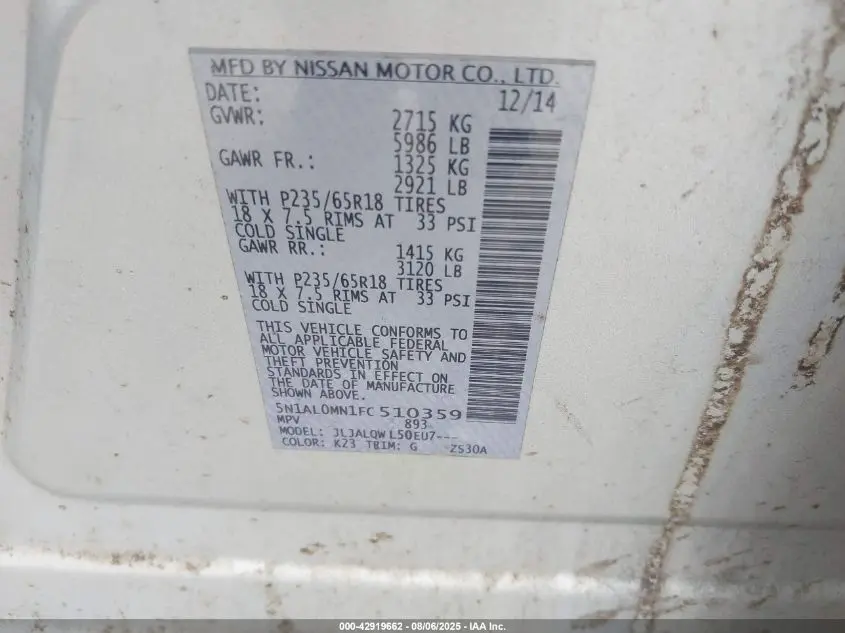 MFD BY NISSAN MOTOR CO., LTD.
DATE: 12/14
GVWR: 2715 KG
5986 LB
GAWR FR.: 1325 KG
2921 LB
WITH P235/65R18 TIRES
18 X 7.5 RIMS AT 33 PSI
COLD SINGLE
GAWR RR.: 1415 KG
3120 LB
WITH P235/65R18 TIRES
18 X 7.5 RIMS AT 33 PSI
COLD SINGLE
THIS VEHICLE CONFORMS TO
ALL APPLICABLE FEDERAL
MOTOR VEHICLE SAFETY AND
THEFT PREVENTION
STANDARDS IN EFFECT ON
THE DATE OF MANUFACTURE
SHOWN ABOVE.
5N1AL0MN1FC510359
MPV 893
MODEL: JLJALQWL50EU7---
COLOR: K23 TRIM: G ZS30A
000-42919662 - 08/06/2025 - IAA Inc.